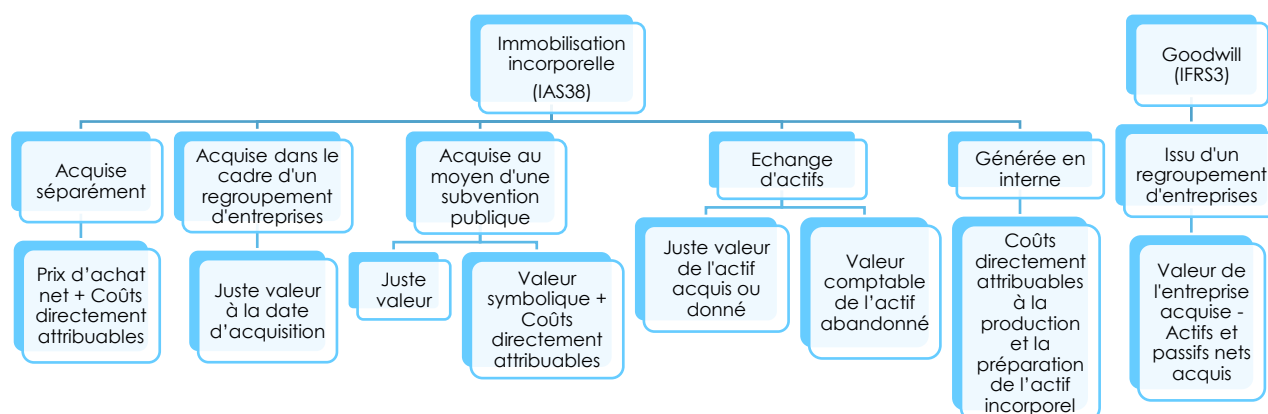 Immobilisation
incorporelle
(IAS38)
Goodwill
(IFRS3)
Acquise
séparément
Acquise dans le
cadre d'un
regroupement
d'entreprises
Acquise au
moyen d'une
subvention
publique
Echange
d'actifs
Générée en
interne
Issu d'un
regroupement
d'entreprises
Prix d’achat
net + Coûts
directement
attribuables
Juste valeur
à la date
d’acquisition
Juste
valeur
Valeur
symbolique +
Coûts
directement
attribuables
Juste valeur
de l'actif
acquis ou
donné
Valeur
comptable
de l’actif
abandonné
Coûts
directement
attribuables
à la
production
et la
préparation
de l’actif
incorporel
Valeur de
l'entreprise
acquise -
Actifs et
passifs nets
acquis